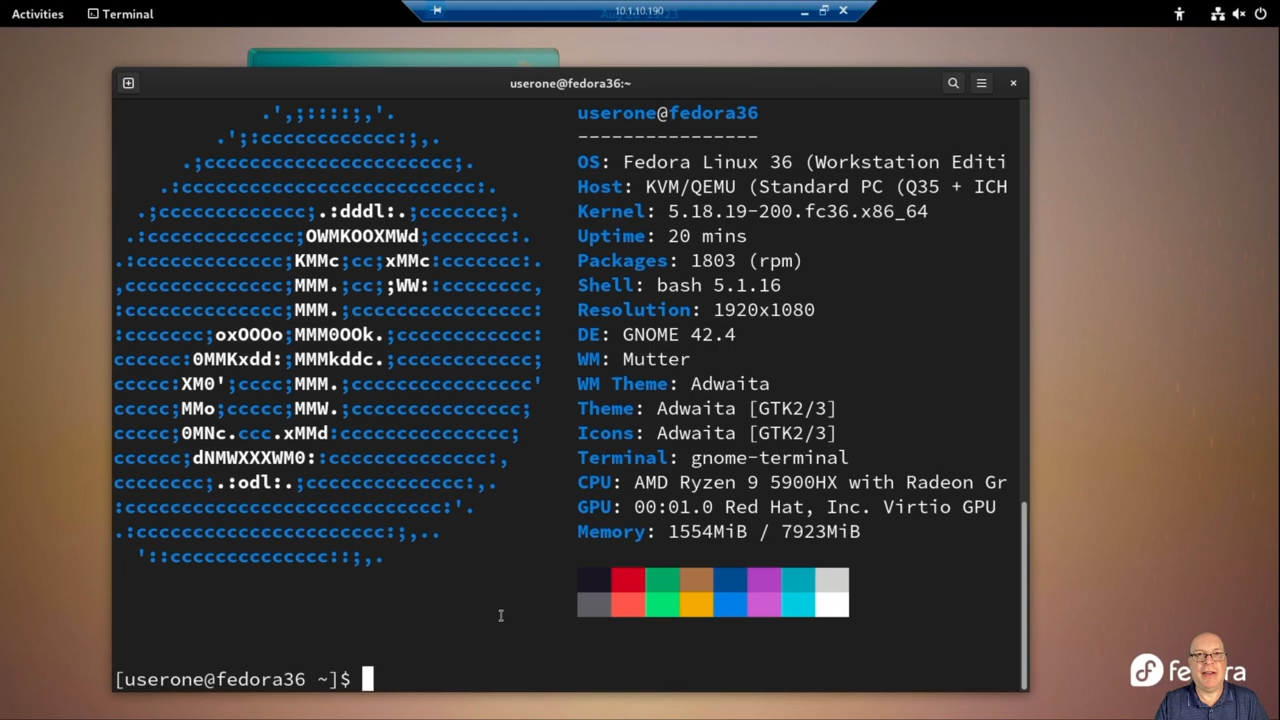 Activities
Terminal
10.1.10.190
userone@fedora36:~
userone@fedora36
----------------
OS: Fedora Linux 36 (Workstation Editi
Host: KVM/QEMU (Standard PC (Q35 + ICH
Kernel: 5.18.19-200.fc36.x86_64
Uptime: 20 mins
Packages: 1803 (rpm)
Shell: bash 5.1.16
Resolution: 1920x1080
DE: GNOME 42.4
WM: Mutter
WM Theme: Adwaita
Theme: Adwaita [GTK2/3]
Icons: Adwaita [GTK2/3]
Terminal: gnome-terminal
CPU: AMD Ryzen 9 5900HX with Radeon Gr
GPU: 00:01.0 Red Hat, Inc. Virtio GPU
Memory: 1554MiB / 7923MiB
[userone@fedora36 ~]$